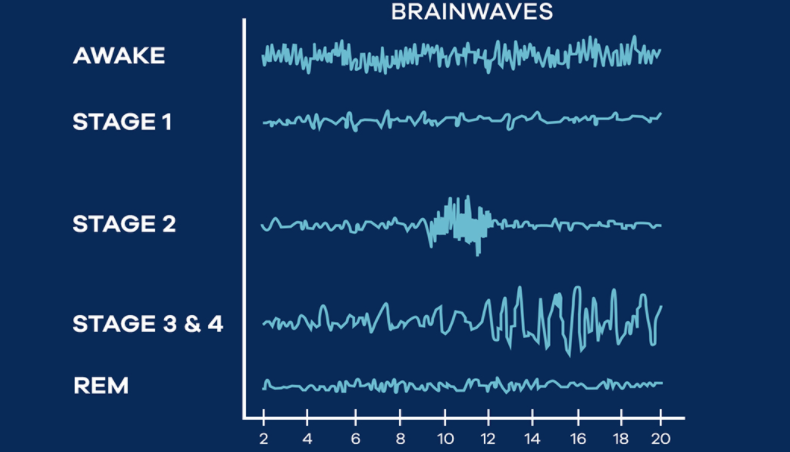 BRAINWAVES
AWAKE
STAGE 1
STAGE 2
STAGE 3 & 4
REM
2 4 6 8 10 12 14 16 18 20